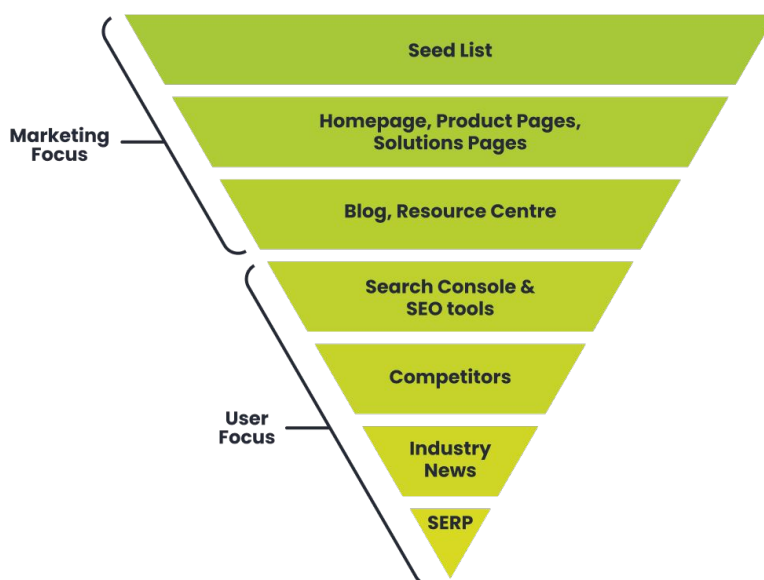 Seed List
Homepage, Product Pages,
Solutions Pages
Marketing
Focus
Blog, Resource Centre
Search Console &
SEO tools
Competitors
User
Focus
Industry
News
SERP